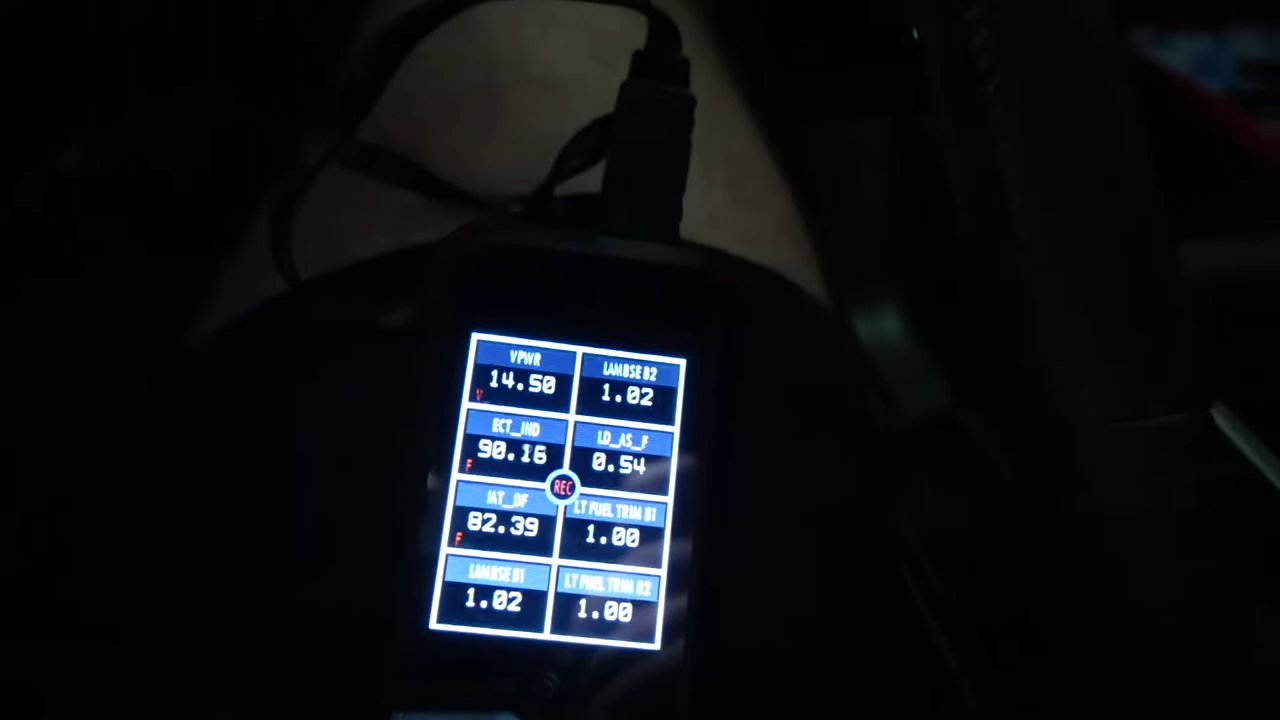 VPWR
14.50
V
LAMBSE B2
1.02
ECT_IND
90.16
F
LD_AS_F
0.54
REC
IAT_DF
82.39
F
LT FUEL TRIM B1
1.00
LAMBSE B1
1.02
LT FUEL TRIM B2
1.00